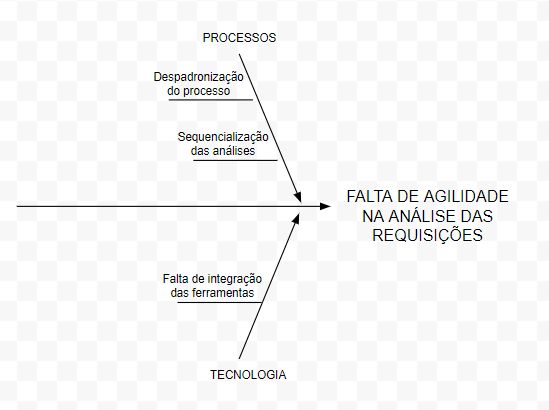 PROCESSOS
Despadronização
do processo
Sequencialização
das análises
FALTA DE AGILIDADE
NA ANÁLISE DAS
REQUISIÇÕES
Falta de integração
das ferramentas
TECNOLOGIA